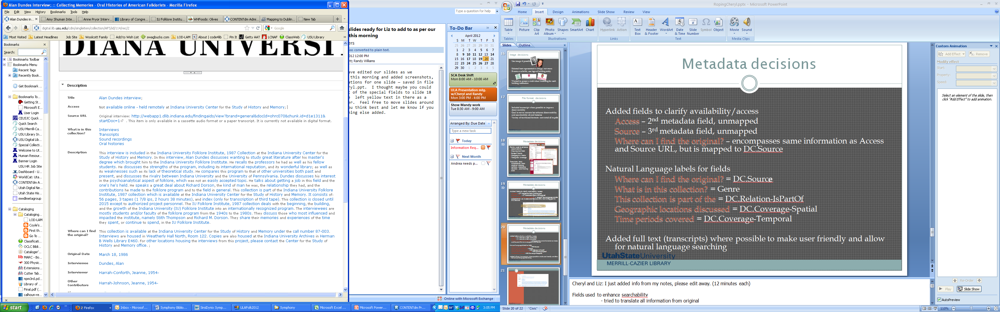 Alan Dundes interview; :: Collecting Memories - Oral Histories of American Folklorists - Mozilla Firefox
File Edit View History Bookmarks Tools Help
Alan Dundes in... Amy Shuman Inte... Anne Pryor Interv... Library of Congre... IU Folklore Institu... WHFoods: Olives CONTENTdm Admi... Mapping to Dublin... New Tab
digital.lib.usu.edu/cdm/singleitem/collection/AFS/id/114/rec/2
Google
Most Visited Latest Headlines Job Site Woolcott Family Add to Wish List swagbucks.com LOD-LAM About | code4lib Pin It Getty AAT LCNAF ClassWeb USU Library
Bookmarks
Search:
Bookmarks Toolbar
Bookmarks Menu
Recent Tags
Recently Book...
Get Bookmark ...
Bookmarks To...
Getting St...
Microsoft E...
User Login
CEUSJC Quick ...
Quick Search
USU Merrill-Ca...
USU Library In...
USU Digital Lib...
Special Collecti...
Welcome to Ut...
Human Resour...
Banner Login
USU HR Job Site
Dashboard - U...
WorldCat: Uta...
CONTENTdm A...
Utah Digital Ne...
Utah State His...
mwdlmetagroup
Cataloging
Cataloging...
LOD-LAM
Coyle's...
First th...
Go To ...
Classificati...
OCLC Bibli...
Cataloger'...
MARC - Bo...
300 Physic...
Extensions...
Cutter Tab...
npm3rd.pd...
Library of ...
Final.pdf (...
calhoun-re...
DIANA UNIVERSI
Description
Title Alan Dundes interview;
Access Not available online - held remotely at Indiana University Center for the Study of History and Memory;
Source URL Original interview: http://webapp1.dlib.indiana.edu/findingaids/view?brand=general&docId=ohrc070&chunk.id=d1e1311&
startDoc=1 . This item is only available in a cassette audio format or a paper transcript. It is currently not available in digital format.
What is in this collection? Interviews
Transcripts
Sound recordings
Oral histories
Description This interview is included in the Indiana University Folklore Institute, 1987 Collection at the Indiana University Center for the
Study of History and Memory. In this interview, Alan Dundes discusses wanting to study great literature after his master's
degree which brought him to the Indiana University Folklore Institute. He recalls the professors he had as well as his fellow
students. He discusses the strengths of the program, including its international reputation, and its wonderful library; as well as
its weaknesses such as its lack of theoretical study. He compares this program to that of other universities both past and
present, and discusses the rivalry between Indiana University and the University of Pennsylvania. Dundes discusses his interest
in the psychoanalytical aspect of folklore, which was not an easily accepted topic. He talks about getting a job in this field and the
one's he's held. He speaks a great deal about Richard Dorson, the kind of man he was, the relationship they had, and the
contributions he made to the folklore program and to the field in general. This collection is part of the Indiana University Folklore
Institute, 1987 collection which is available at the Indiana University Center for the Study of History and Memory. It consists of:
56 pages, 3 tapes (1 7/8 ips, 2 hours 38 minutes), and index (only for transcription of third tape). This collection is closed until
2015 except to authorized project personnel. The IU Folklore Institute, 1987 collection deals with the beginning, the building,
and the growth of the Indiana University (IU) Folklore Institute into an internationally recognized program. The interviewees are
mostly students and/or faculty of the folklore program from the 1940s to the 1980s. They discuss those who most influenced and
impacted the institute, namely Stith Thompson and Richard M. Dorson. They share their memories and experiences of the time
they spent, or continue to spend, in the IU Folklore Institute.
Where can I find the original? This collection is available at the Indiana University Center for the Study of History and Memory under the call number 87-003.
Interviews are housed in Weatherly Hall North, Room 122. Copies are also housed at the Indiana University Archives in Herman
B Wells Library E460. For other locations housing the interviews from this project, please contact the Center for the Study of
History and Memory office. ;
Original Date March 18, 1986
Interviewee Dundes, Alan
Interviewer Harrah-Conforth, Jeanne, 1954-
Other Contributors Harrah-Johnson, Jeanne, 1954-
Type a question for help
slides ready for Liz to add to as per our
this morning
ers
was converted to plain text.
2012 12:00 PM
tt; Randy Williams
ave edited our slides as we
this morning and added screenshots,
ations for one slide – saved in file
ryl.ppt. I thought maybe you could
t of the special fields to slide 18
e left yellow text in there as a
er. Feel free to move slides around
ou think best and let me know if you
hing else added.
To-Do Bar
April 2012
S M T W T F S
25 26 27 28 29 30 31
1 2 3 4 5 6 7
8 9 10 11 12 13 14
15 16 17 18 19 20 21
22 23 24 25 26 27 28
29 30 1 2 3 4 5
SCA Desk Shift
Mon 8:00 AM - 10:00 AM
ULA Presentation mtg.
w/Cheryl and Randy
Mon 3:00 PM - 4:00 PM
Show Mandy work
Tue 8:30 AM - 9:00 AM
Arranged By: Due Date
Type a new task
Today
Information Req...
Next Month
Andrea needs p...
Online with Microsoft Exchange
RopingCheryl.pptx - Microsoft PowerPoint
Home Insert Design Animations Slide Show Review View
Table Picture Clip Art Photo Album Shapes SmartArt Chart Hyperlink Action Text Box Header & Footer WordArt Date & Time Slide Number Symbol Object Movie Sound
Tables Illustrations Links Text Media Clips
Slides Outline
16
Image decisions
17
File format decisions
18
Metadata decisions
19
Metadata decisions
20
Metadata decisions
21
Metadata decisions
Added fields to clarify availability/access
Access – 2nd metadata field, unmapped
Source – 3rd metadata field, unmapped
Where can I find the original? – encompasses same information as Access
and Source URL, but is mapped to DC.Source
Natural Language labels for fields
Where can I find the original? = DC.Source
What is in this collection? = Genre
This collection is part of the = DC.Relation-IsPartOf
Geographic locations discussed = DC.Coverage-Spatial
Time periods covered = DC.Coverage-Temporal
Added full text (transcripts) where possible to make user friendly and allow
for natural language searching
UtahStateUniversity
MERRILL-CAZIER LIBRARY
Cheryl and Liz: I just added info from my notes, please edit away. (12 minutes each)
Fields used to enhance searchability
- tried to translate all information from original
Custom Animation
Add Effect Remove
Modify effect
Start:
Property:
Speed:
Select an element of the slide, then
click "Add Effect" to add animation.
Re-Order
Play Slide Show
AutoPreview
Slide 20 of 22 "Civic" 110%
start 2 Firefox Inbox - Microsof... Symphony Biblio... SirsiDynix Symp... ULAFolk2012 Symphony Microsoft Excel ... Microsoft Power... CONTENTdm Pr... 64° 3:05 PM